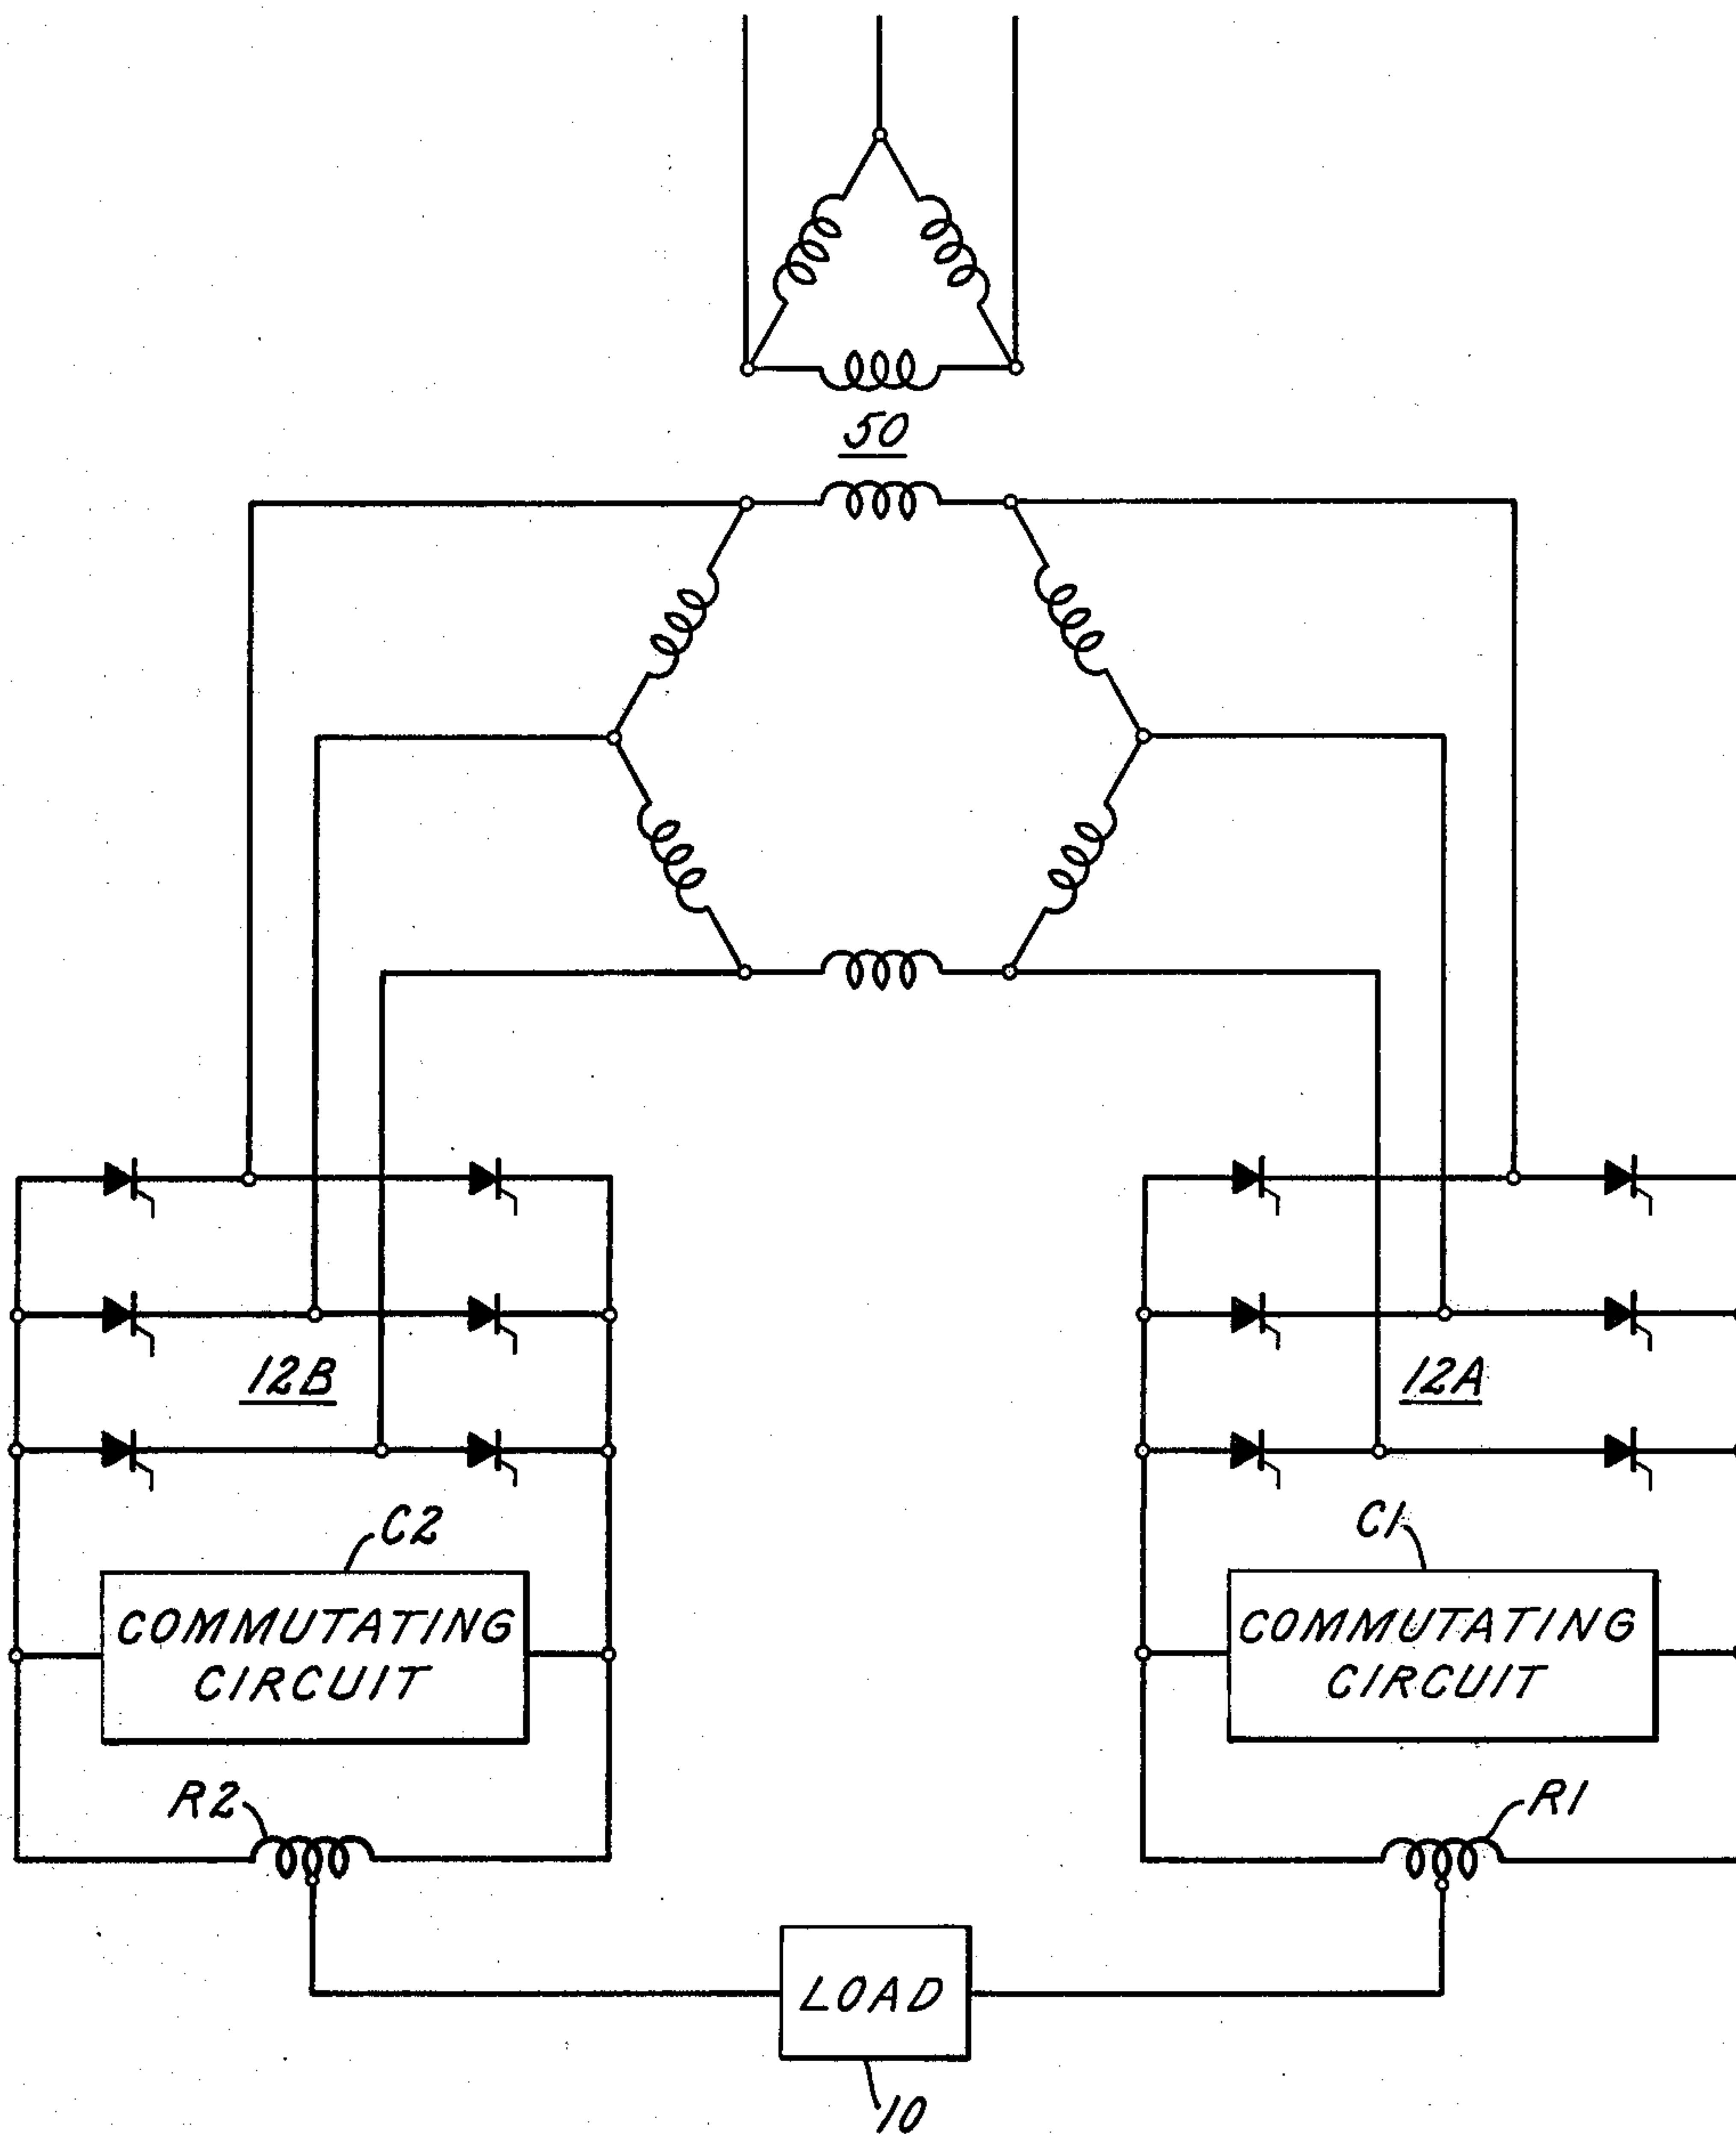 50
12B
12A
C2
C1
COMMUTATING
CIRCUIT
COMMUTATING
CIRCUIT
R2
R1
LOAD
10